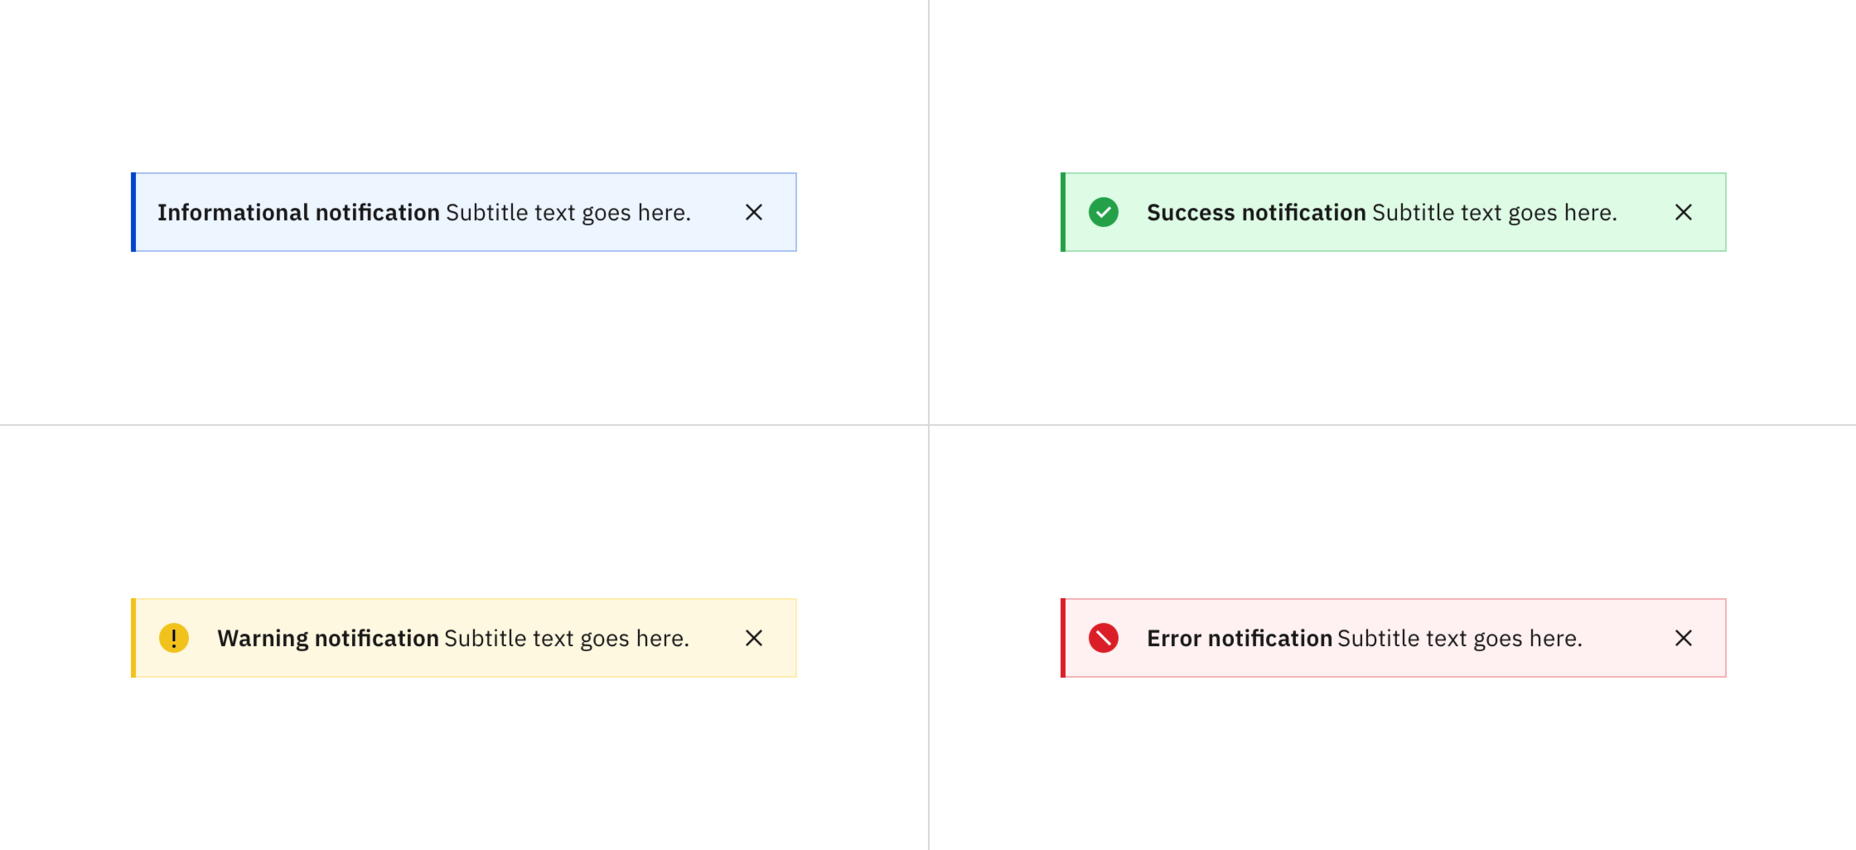 Informational notification Subtitle text goes here.
Success notification Subtitle text goes here.
Warning notification Subtitle text goes here.
Error notification Subtitle text goes here.